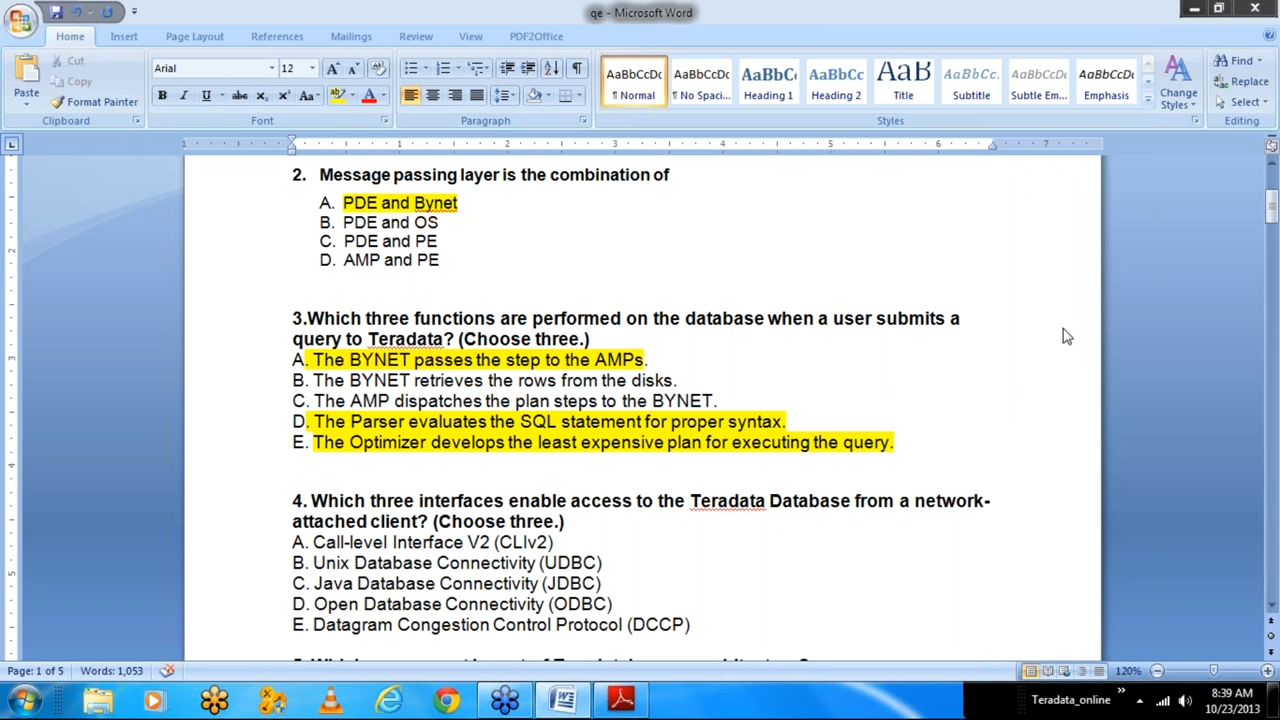 qe - Microsoft Word
Home Insert Page Layout References Mailings Review View PDF2Office
Paste
Cut
Copy
Format Painter
Clipboard
Arial 12
Font
Paragraph
AaBbCcDc AaBbCcDc AaBbC AaBbCc AaB AaBbCc. AaBbCcDc AaBbCcDc
¶ Normal ¶ No Spaci... Heading 1 Heading 2 Title Subtitle Subtle Em... Emphasis
Change Styles
Styles
Find
Replace
Select
Editing
1 1 2 3 4 5 6 7
2. Message passing layer is the combination of
A. PDE and Bynet
B. PDE and OS
C. PDE and PE
D. AMP and PE
3.Which three functions are performed on the database when a user submits a
query to Teradata? (Choose three.)
A. The BYNET passes the step to the AMPs.
B. The BYNET retrieves the rows from the disks.
C. The AMP dispatches the plan steps to the BYNET.
D. The Parser evaluates the SQL statement for proper syntax.
E. The Optimizer develops the least expensive plan for executing the query.
4. Which three interfaces enable access to the Teradata Database from a network-
attached client? (Choose three.)
A. Call-level Interface V2 (CLIv2)
B. Unix Database Connectivity (UDBC)
C. Java Database Connectivity (JDBC)
D. Open Database Connectivity (ODBC)
E. Datagram Congestion Control Protocol (DCCP)
Page: 1 of 5 Words: 1,053 120%
Teradata_online
8:39 AM
10/23/2013